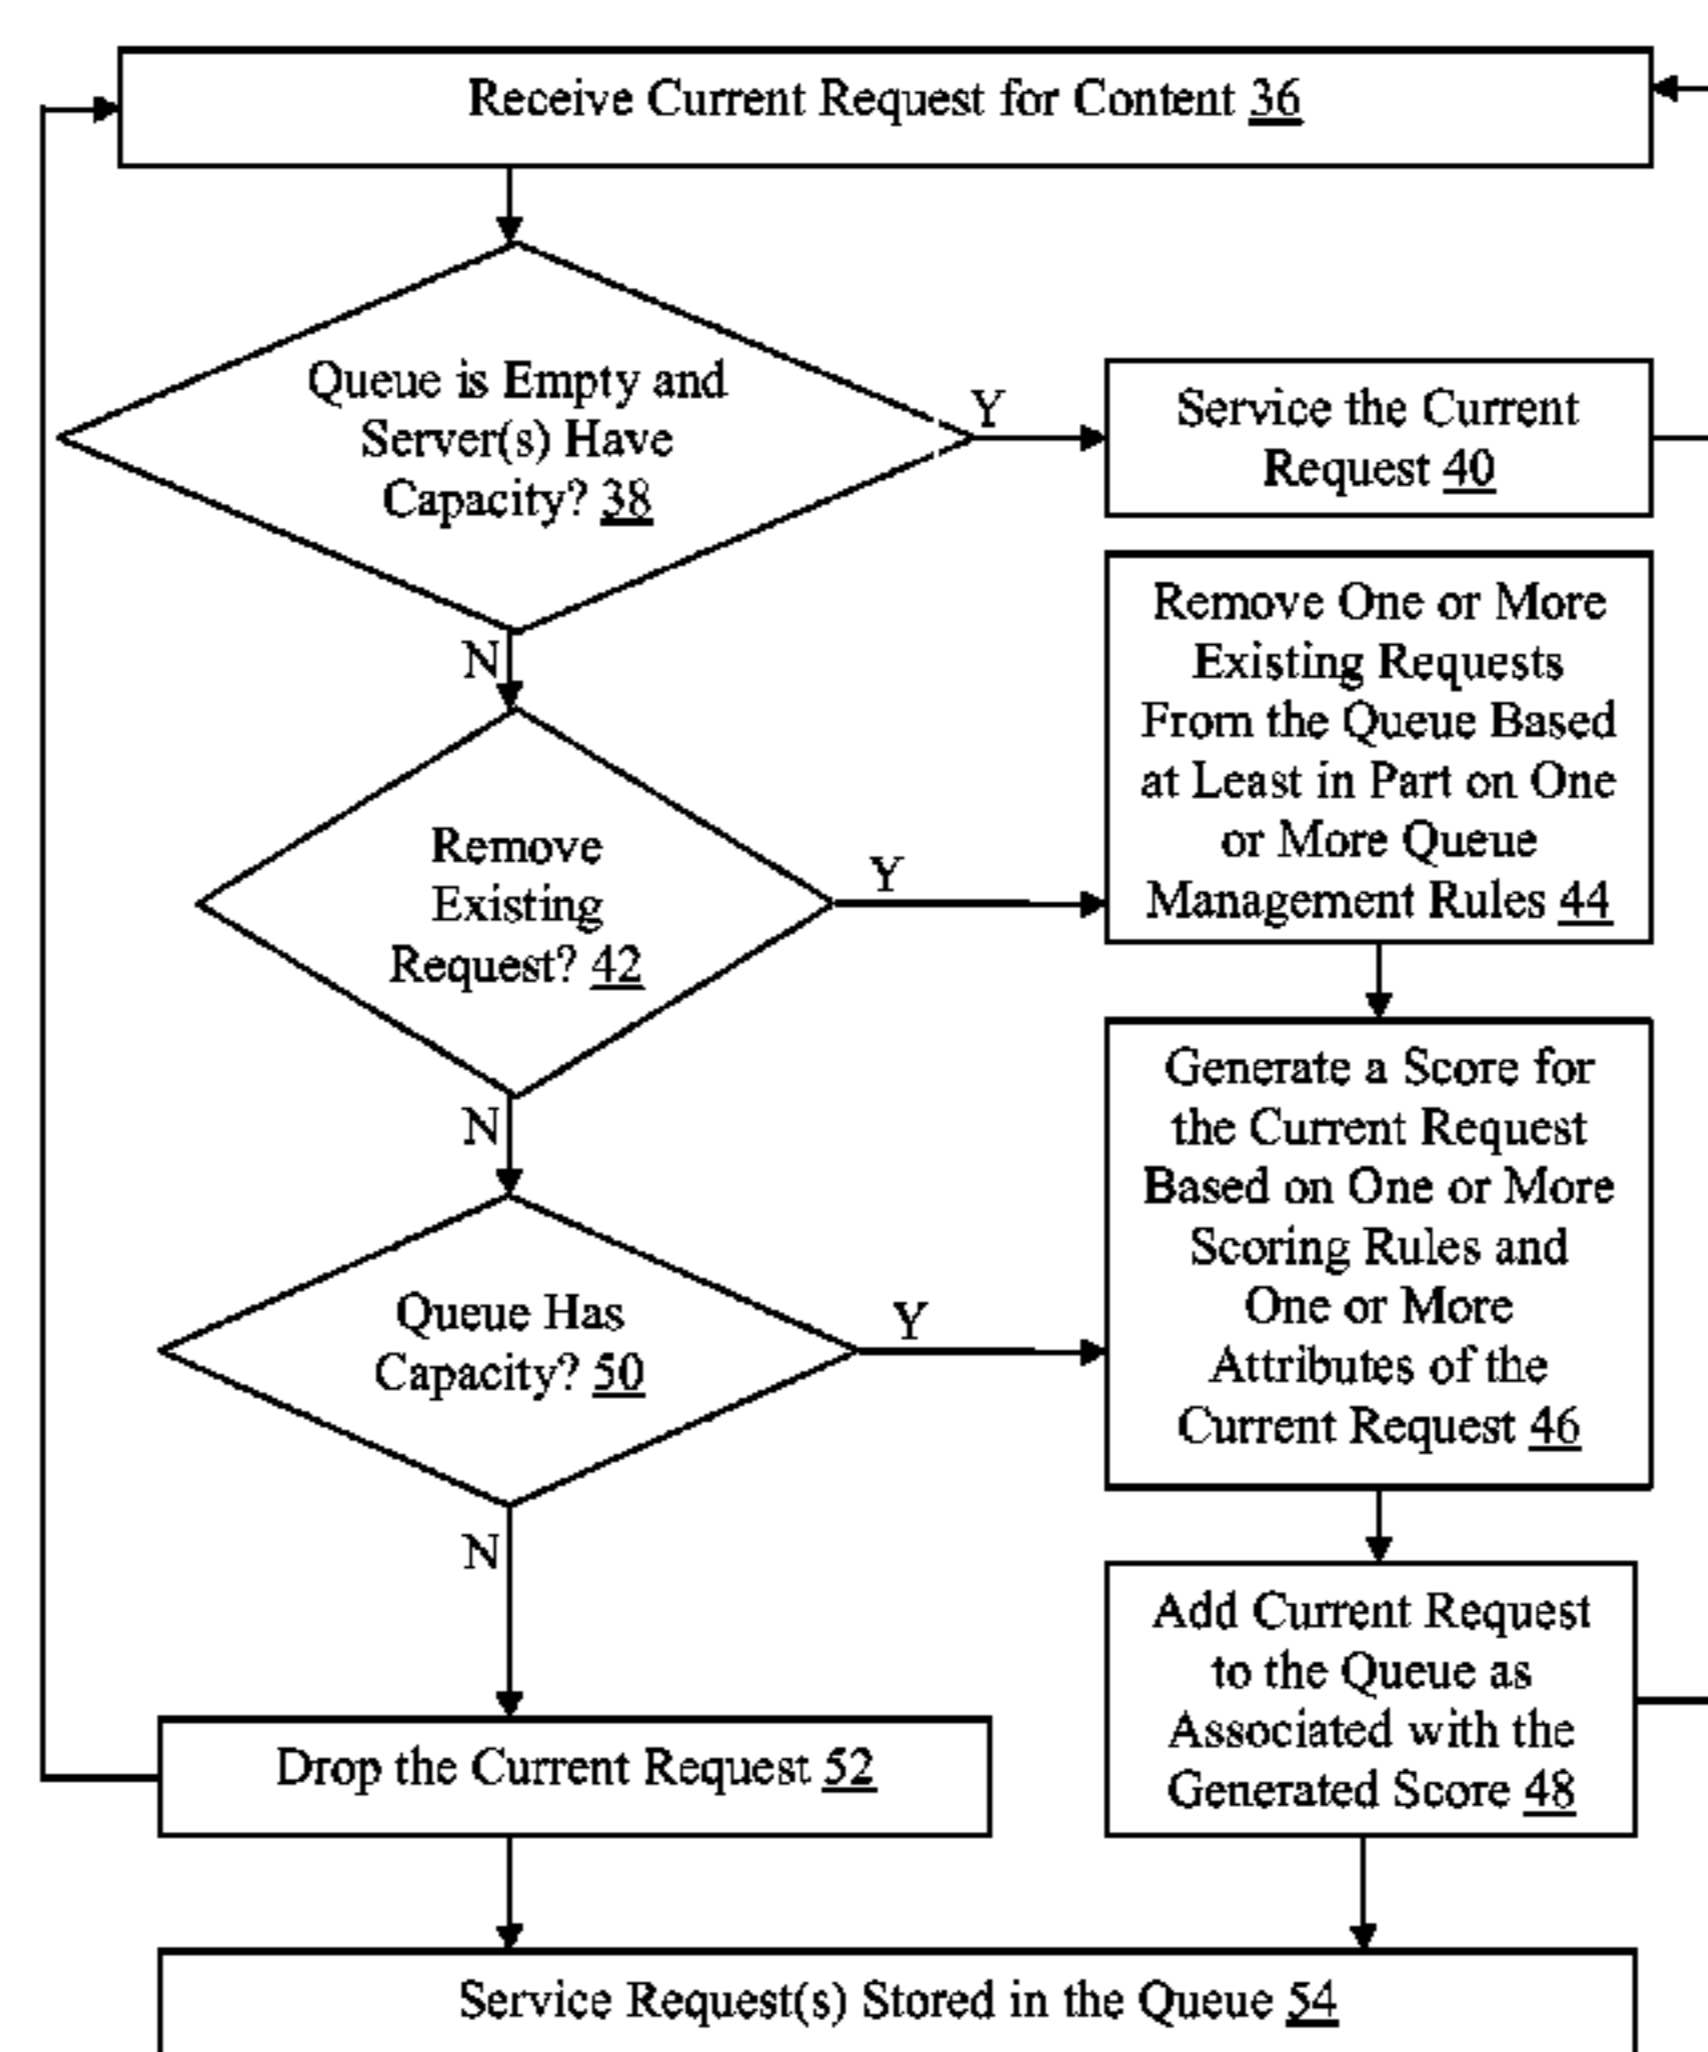 Receive Current Request for Content 36
Queue is Empty and
Server(s) Have
Capacity? 38
Y
Service the Current
Request 40
N
Remove
Existing
Request? 42
Y
Remove One or More
Existing Requests
From the Queue Based
at Least in Part on One
or More Queue
Management Rules 44
N
Generate a Score for
the Current Request
Based on One or More
Scoring Rules and
One or More
Attributes of the
Current Request 46
Queue Has
Capacity? 50
Y
N
Add Current Request
to the Queue as
Associated with the
Generated Score 48
Drop the Current Request 52
Service Request(s) Stored in the Queue 54